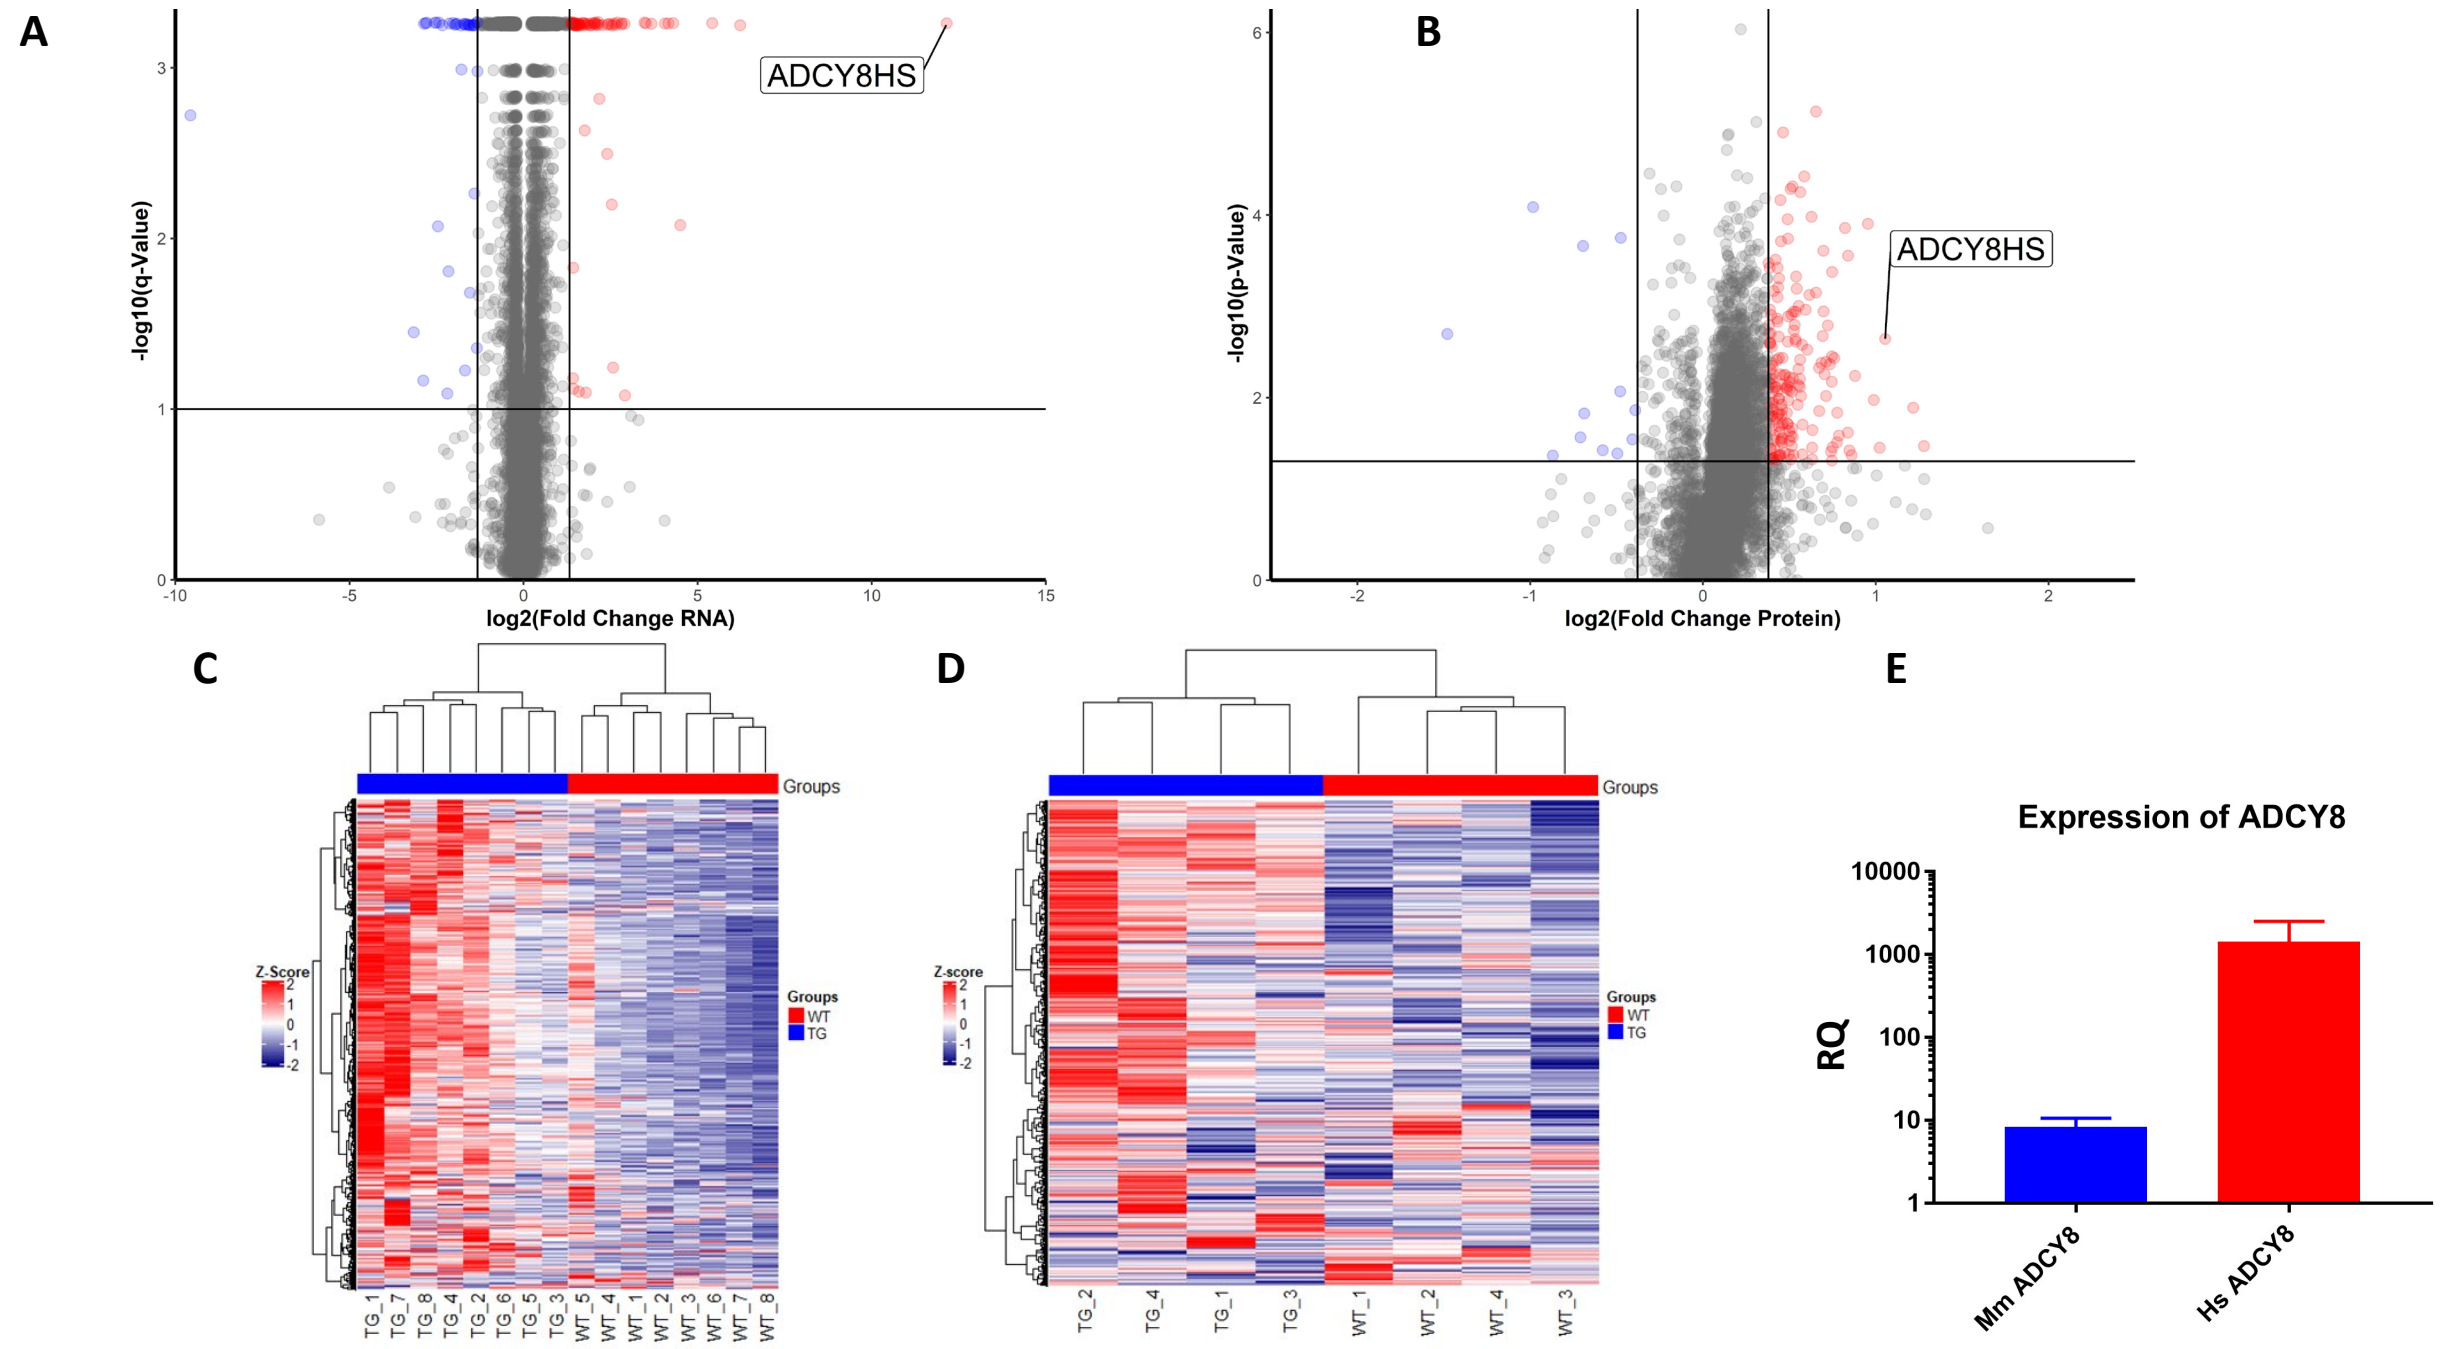 A
-log10(q-Value)
3
2
1
0
-10
-5
0
5
10
15
log2(Fold Change RNA)
ADCY8HS
B
-log10(p-Value)
6
4
2
0
-2
-1
0
1
2
log2(Fold Change Protein)
ADCY8HS
C
Groups
Z-Score
2
1
0
-1
-2
Groups
WT
TG
TG_1
TG_7
TG_8
TG_4
TG_2
TG_6
TG_5
TG_3
WT_5
WT_4
WT_1
WT_2
WT_3
WT_6
WT_7
WT_8
D
Groups
Z-score
2
1
0
-1
-2
Groups
WT
TG
TG_2
TG_4
TG_1
TG_3
WT_1
WT_2
WT_4
WT_3
E
Expression of ADCY8
RQ
10000
1000
100
10
1
Mm ADCY8
Hs ADCY8